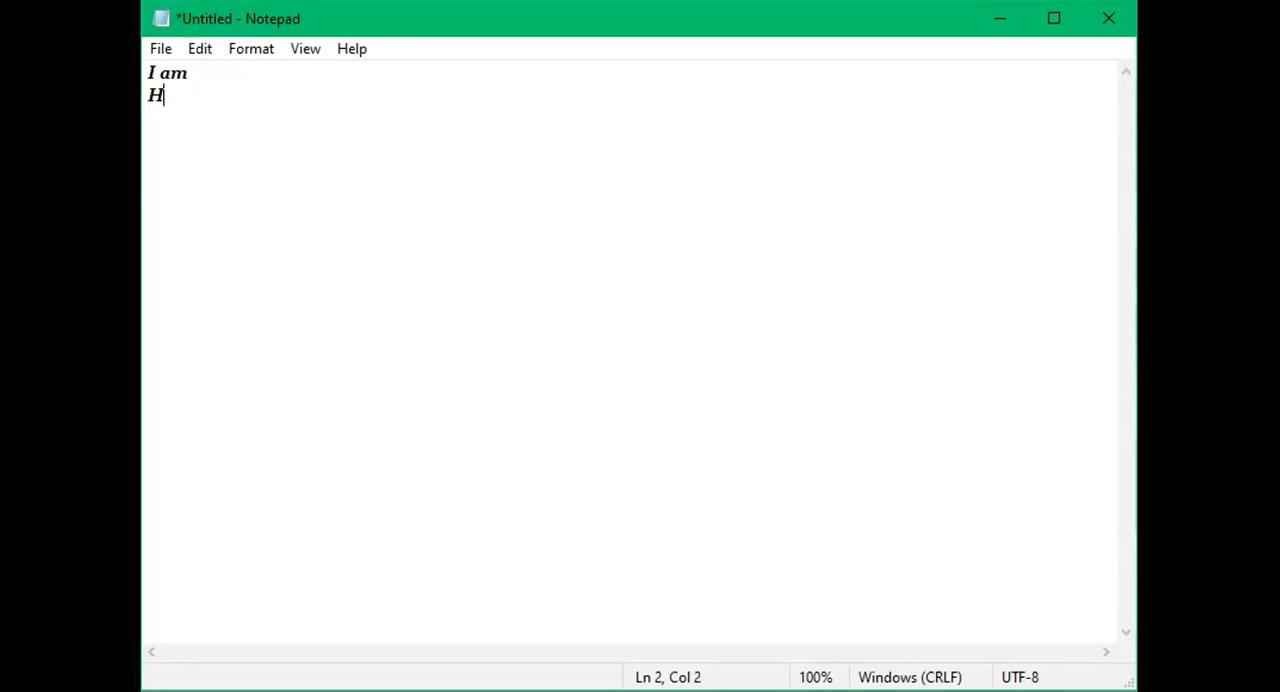 *Untitled - Notepad
File Edit Format View Help
I am
H
Ln 2, Col 2 100% Windows (CRLF) UTF-8